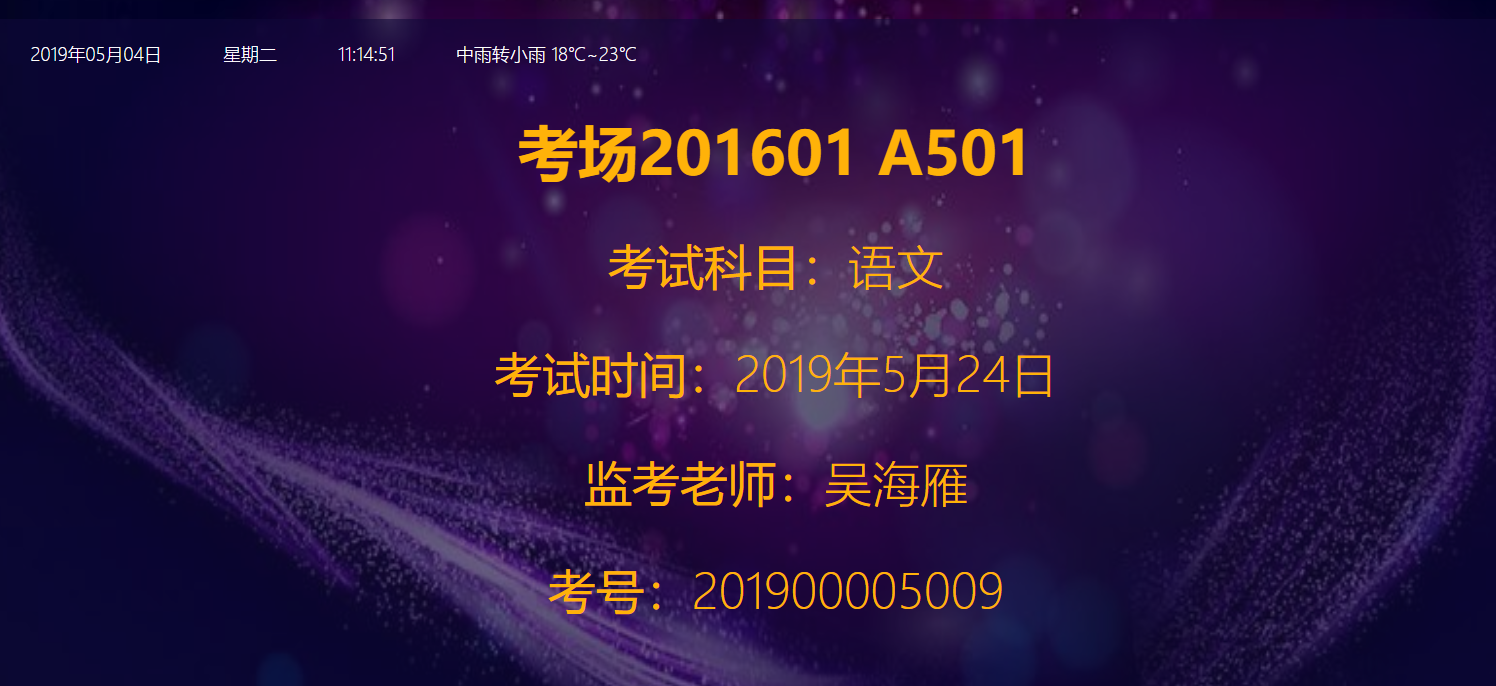 2019年05月04日 星期二 11:14:51 中雨转小雨 18℃~23℃
考场201601 A501
考试科目：语文
考试时间：2019年5月24日
监考老师：吴海雁
考号：201900005009